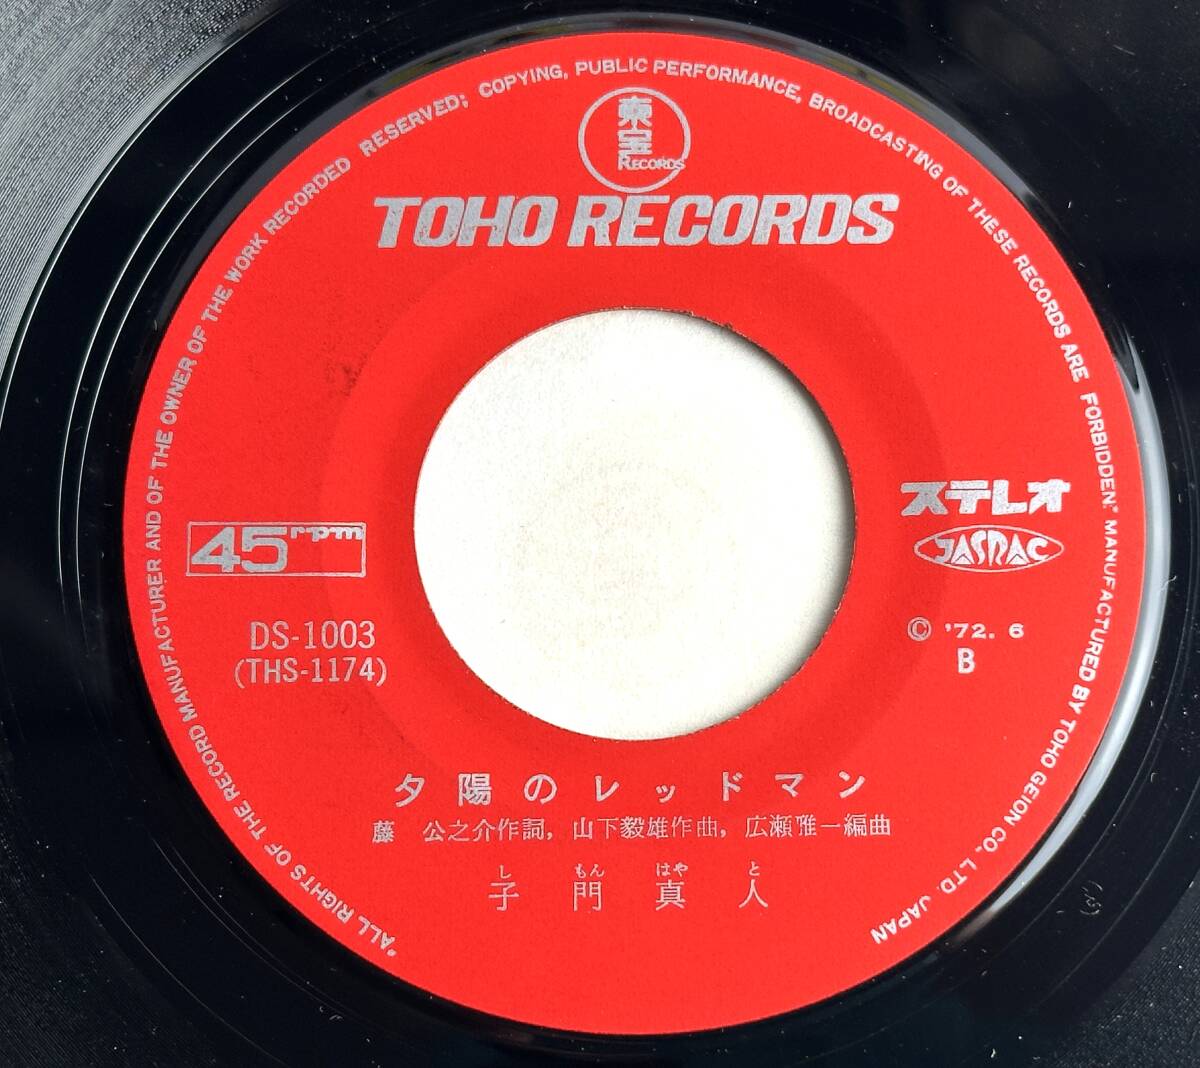 "ALL RIGHTS OF THE RECORD MANUFACTURER AND OF THE OWNER OF THE WORK RECORDED RESERVED; COPYING, PUBLIC PERFORMANCE, BROADCASTING OF THESE RECORDS ARE FORBIDDEN." MANUFACTURED BY TOHO GEION CO., LTD. JAPAN
東宝
RECORDS
TOHO RECORDS
ステレオ
JASRAC
45rpm
DS-1003
(THS-1174)
© '72. 6
B
夕陽のレッドマン
藤 公之介作詞, 山下毅雄作曲, 広瀬雅一編曲
し もん はや と
子門真人